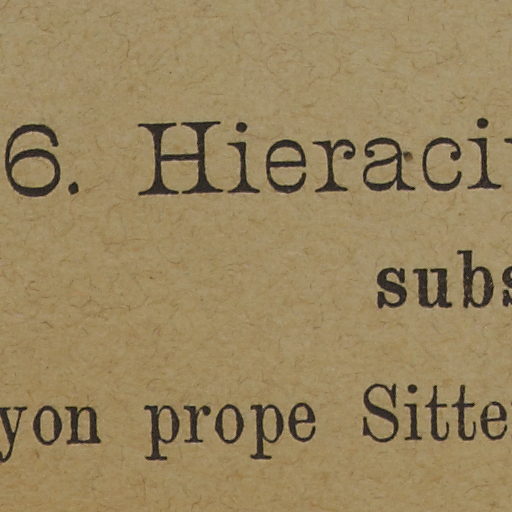 6. Hieraci
subs
yon prope Sitte